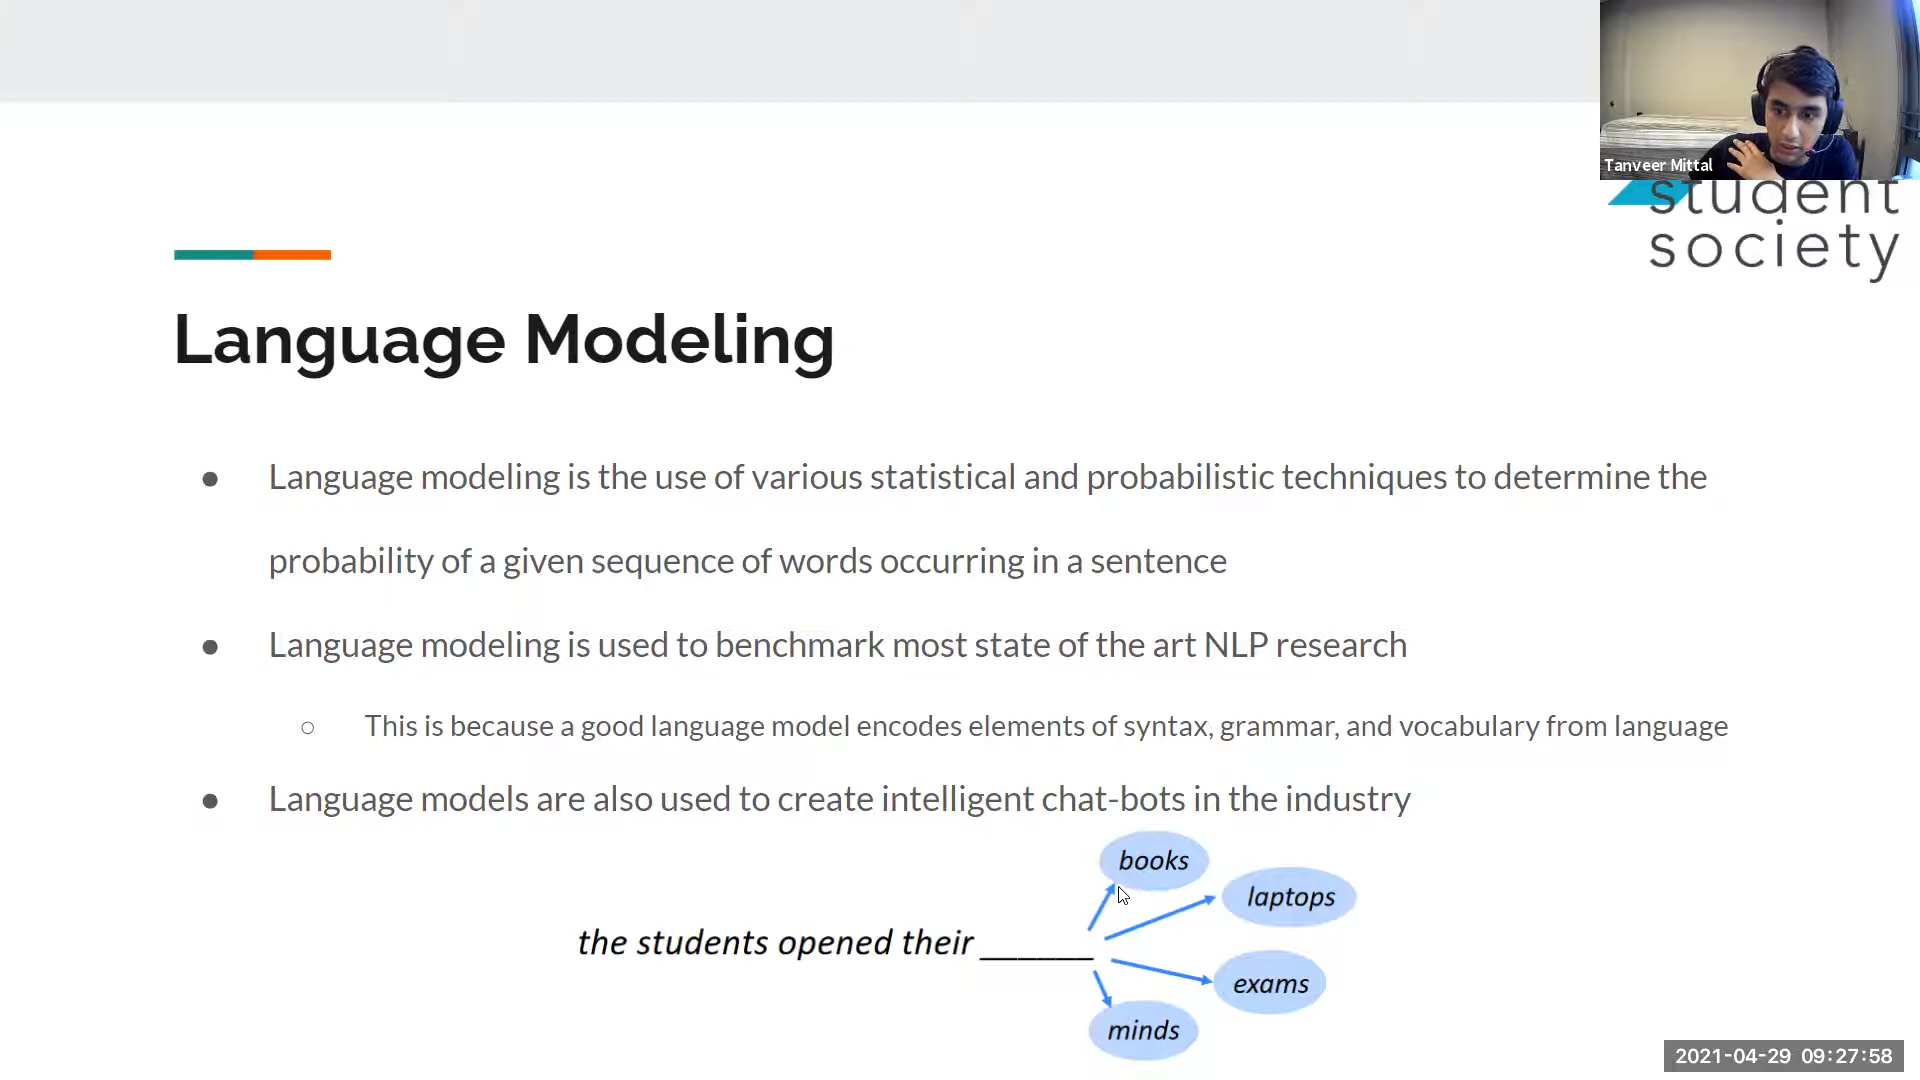 Tanveer Mittal
student
society
Language Modeling
● Language modeling is the use of various statistical and probabilistic techniques to determine the
probability of a given sequence of words occurring in a sentence
● Language modeling is used to benchmark most state of the art NLP research
○ This is because a good language model encodes elements of syntax, grammar, and vocabulary from language
● Language models are also used to create intelligent chat-bots in the industry
books
laptops
the students opened their ______
exams
minds
2021-04-29 09:27:58